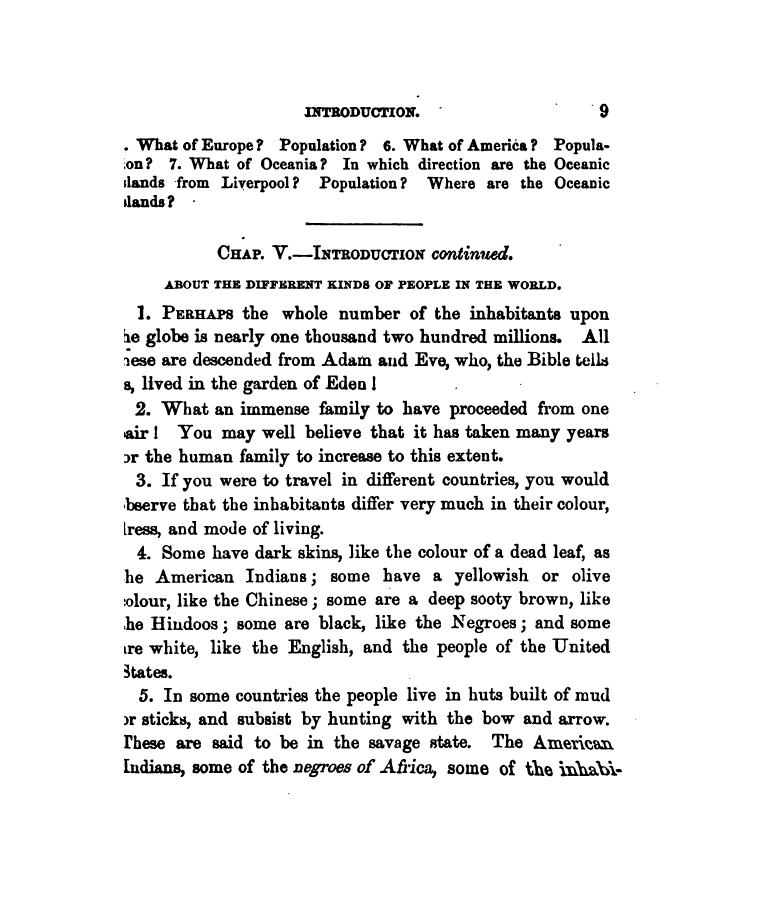 INTRODUCTION. 9
. What of Europe? Population? 6. What of America? Popula-
on? 7. What of Oceania? In which direction are the Oceanic
lands from Liverpool? Population? Where are the Oceanic
lands?
CHAP. V.—INTRODUCTION continued.
ABOUT THE DIFFERENT KINDS OF PEOPLE IN THE WORLD.
1. PERHAPS the whole number of the inhabitants upon
he globe is nearly one thousand two hundred millions. All
hese are descended from Adam and Eve, who, the Bible tells
s, lived in the garden of Eden!
2. What an immense family to have proceeded from one
air! You may well believe that it has taken many years
or the human family to increase to this extent.
3. If you were to travel in different countries, you would
bserve that the inhabitants differ very much in their colour,
dress, and mode of living.
4. Some have dark skins, like the colour of a dead leaf, as
he American Indians; some have a yellowish or olive
colour, like the Chinese; some are a deep sooty brown, like
he Hindoos; some are black, like the Negroes; and some
are white, like the English, and the people of the United
States.
5. In some countries the people live in huts built of mud
or sticks, and subsist by hunting with the bow and arrow.
These are said to be in the savage state. The American
Indians, some of the negroes of Africa, some of the inhabi-